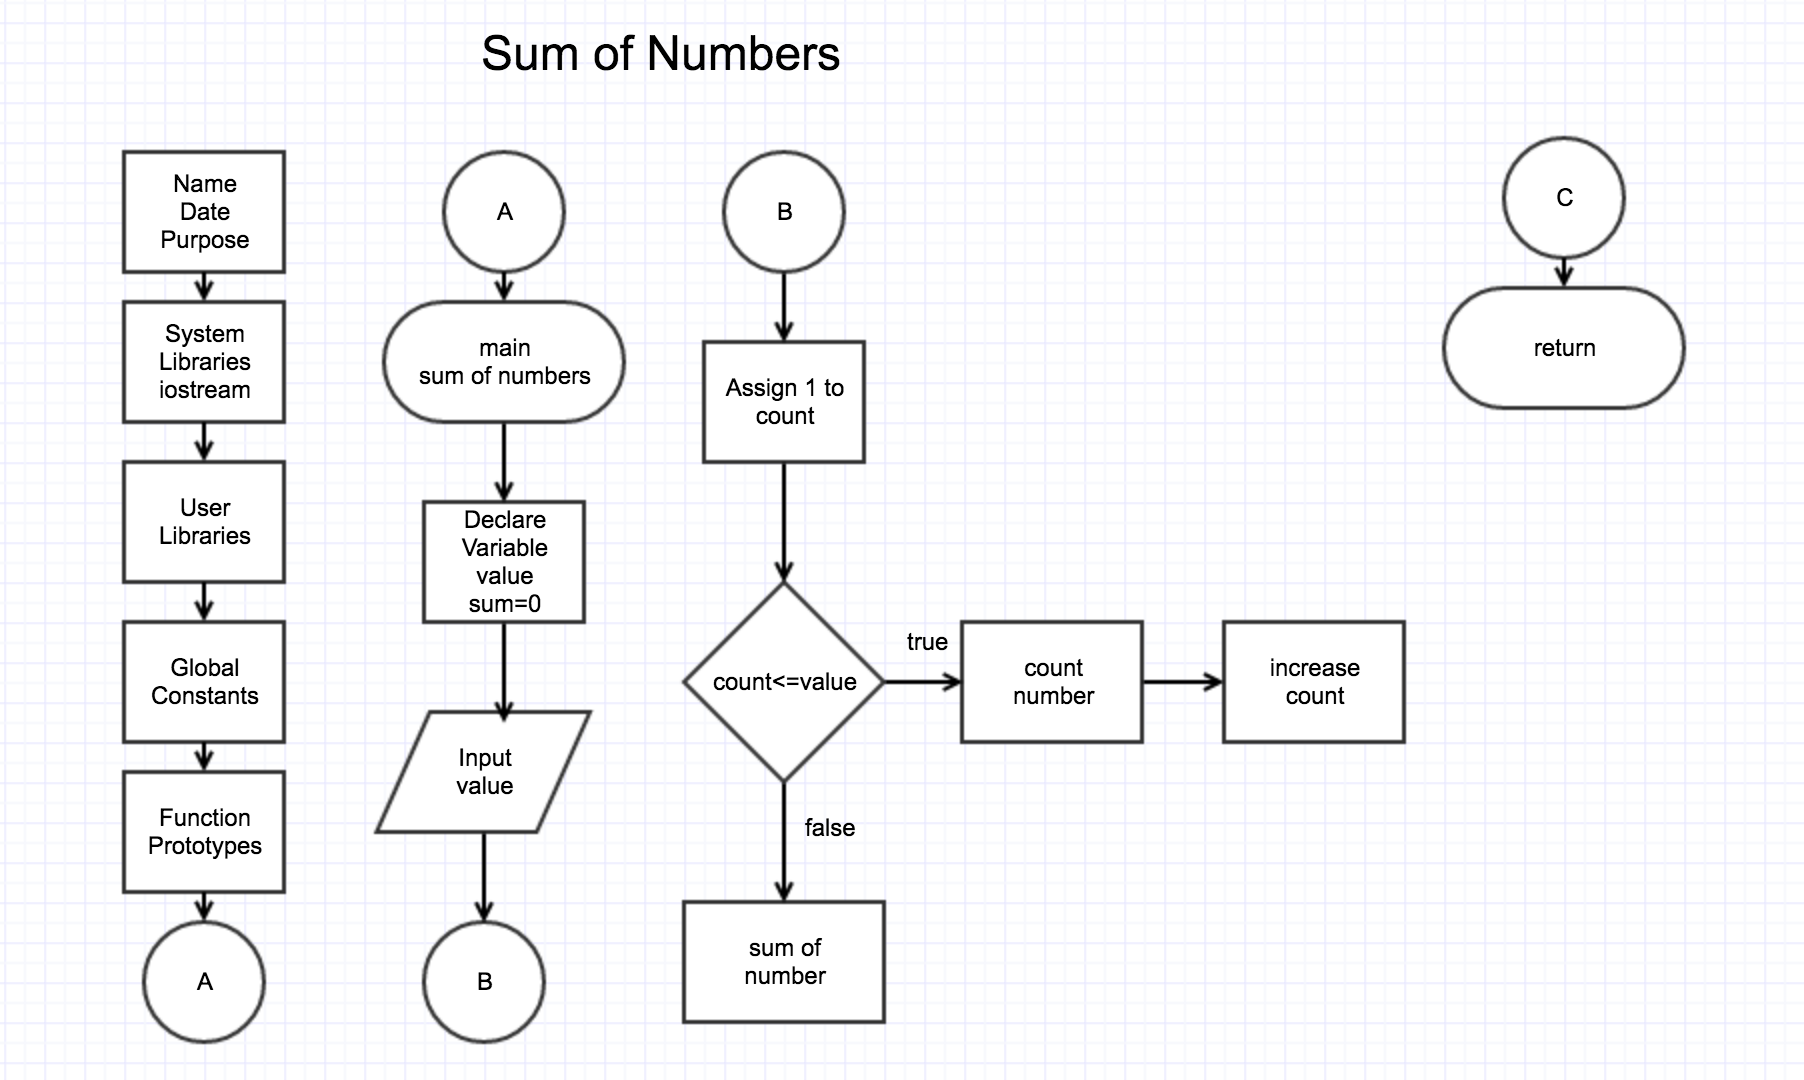 Sum of Numbers
Name
Date
Purpose
System
Libraries
iostream
User
Libraries
Global
Constants
Function
Prototypes
A
A
main
sum of numbers
Declare
Variable
value
sum=0
Input
value
B
B
Assign 1 to
count
count<=value
true
count
number
increase
count
false
sum of
number
C
return